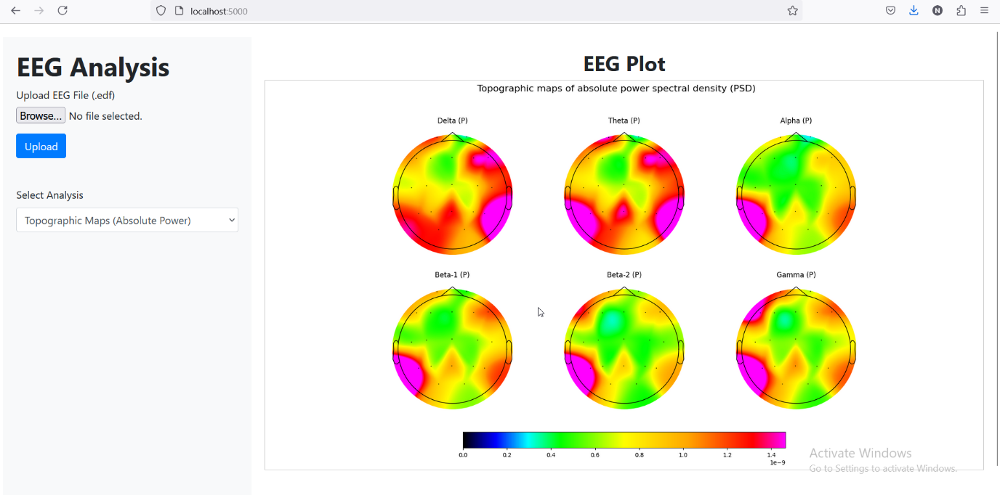 localhost:5000
N
EEG Analysis
Upload EEG File (.edf)
Browse... No file selected.
Upload
Select Analysis
Topographic Maps (Absolute Power)
EEG Plot
Topographic maps of absolute power spectral density (PSD)
Delta (P) Theta (P) Alpha (P)
Beta-1 (P) Beta-2 (P) Gamma (P)
0.0 0.2 0.4 0.6 0.8 1.0 1.2 1.4
1e−9
Activate Windows
Go to Settings to activate Windows.